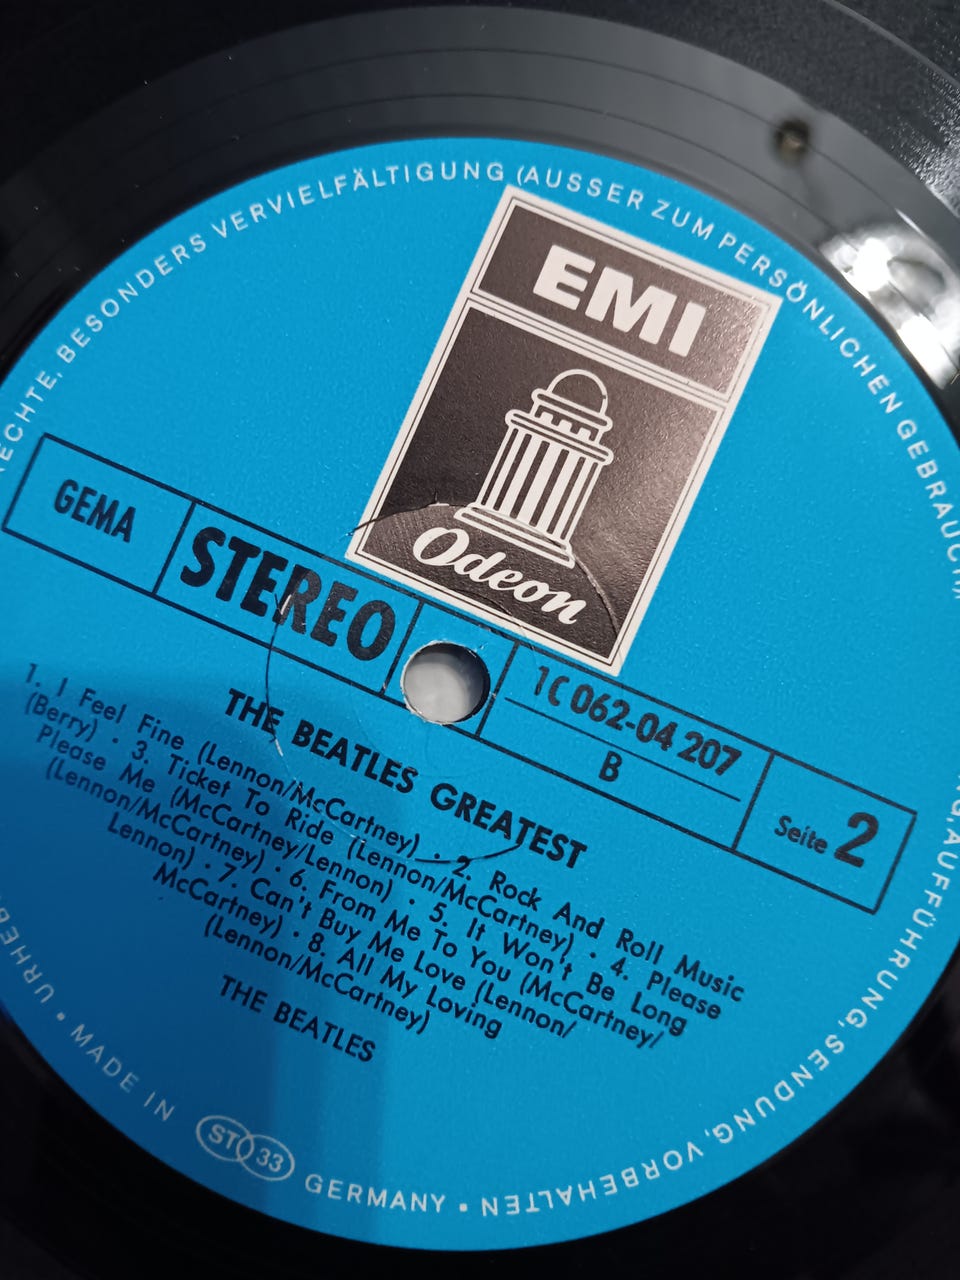 ECHTE, BESONDERS VERVIELFÄLTIGUNG (AUSSER ZUM PERSÖNLICHEN GEBRAUCH)
EMI
Odeon
GEMA
STEREO
1C 062-04 207
B
Seite 2
THE BEATLES GREATEST
1. I Feel Fine (Lennon/McCartney) · 2. Rock And Roll Music
(Berry) · 3. Ticket To Ride (Lennon/McCartney) · 4. Please
Please Me (McCartney/Lennon) · 5. It Won't Be Long
(Lennon/McCartney) · 6. From Me To You (McCartney/
Lennon) · 7. Can't Buy Me Love (Lennon/
McCartney) · 8. All My Loving
(Lennon/McCartney)
THE BEATLES
AUFFÜHRUNG, SENDUNG, VORBEHALTEN
URHEB
• MADE IN ST 33 GERMANY •